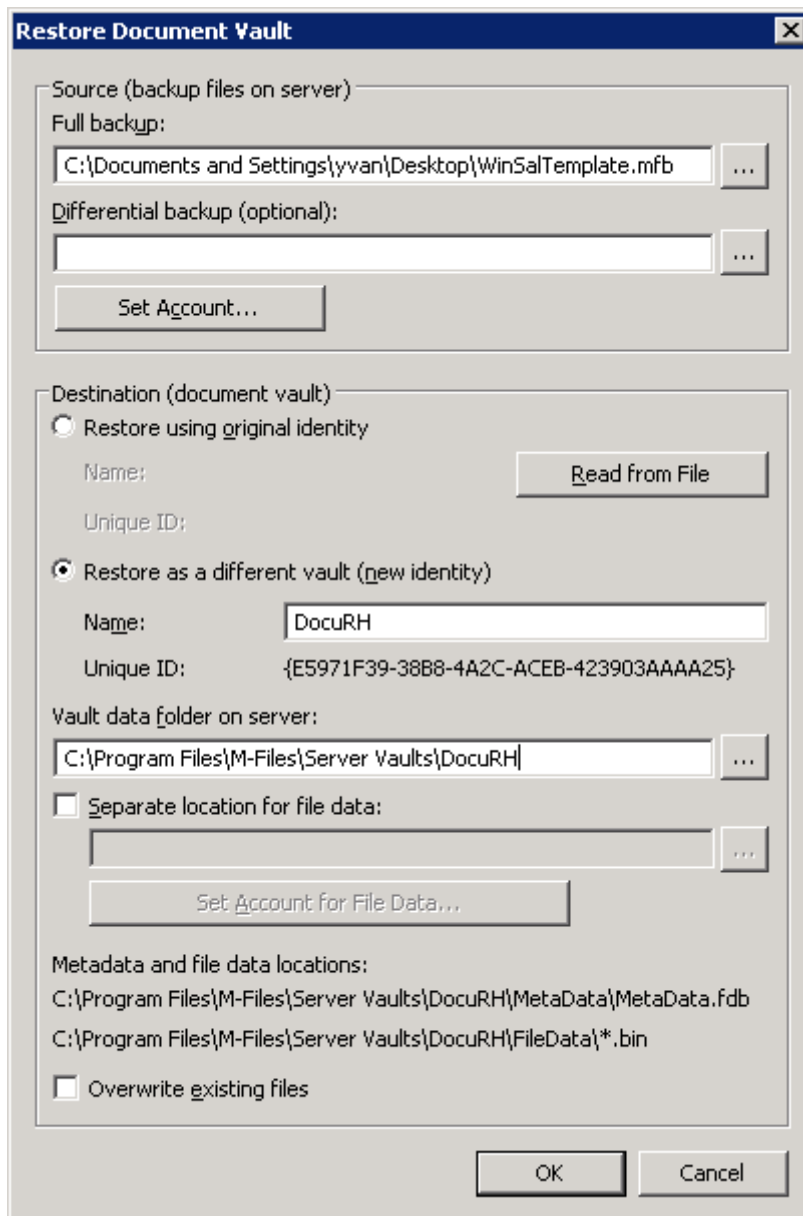 Restore Document Vault
Source (backup files on server)
Full backup:
C:\Documents and Settings\yvan\Desktop\WinSalTemplate.mfb
...
Differential backup (optional):
...
Set Account...
Destination (document vault)
Restore using original identity
Name:
Read from File
Unique ID:
Restore as a different vault (new identity)
Name:
DocuRH
Unique ID:
{E5971F39-38B8-4A2C-ACEB-423903AAAA25}
Vault data folder on server:
C:\Program Files\M-Files\Server Vaults\DocuRH
...
Separate location for file data:
...
Set Account for File Data...
Metadata and file data locations:
C:\Program Files\M-Files\Server Vaults\DocuRH\MetaData\MetaData.fdb
C:\Program Files\M-Files\Server Vaults\DocuRH\FileData\*.bin
Overwrite existing files
OK
Cancel